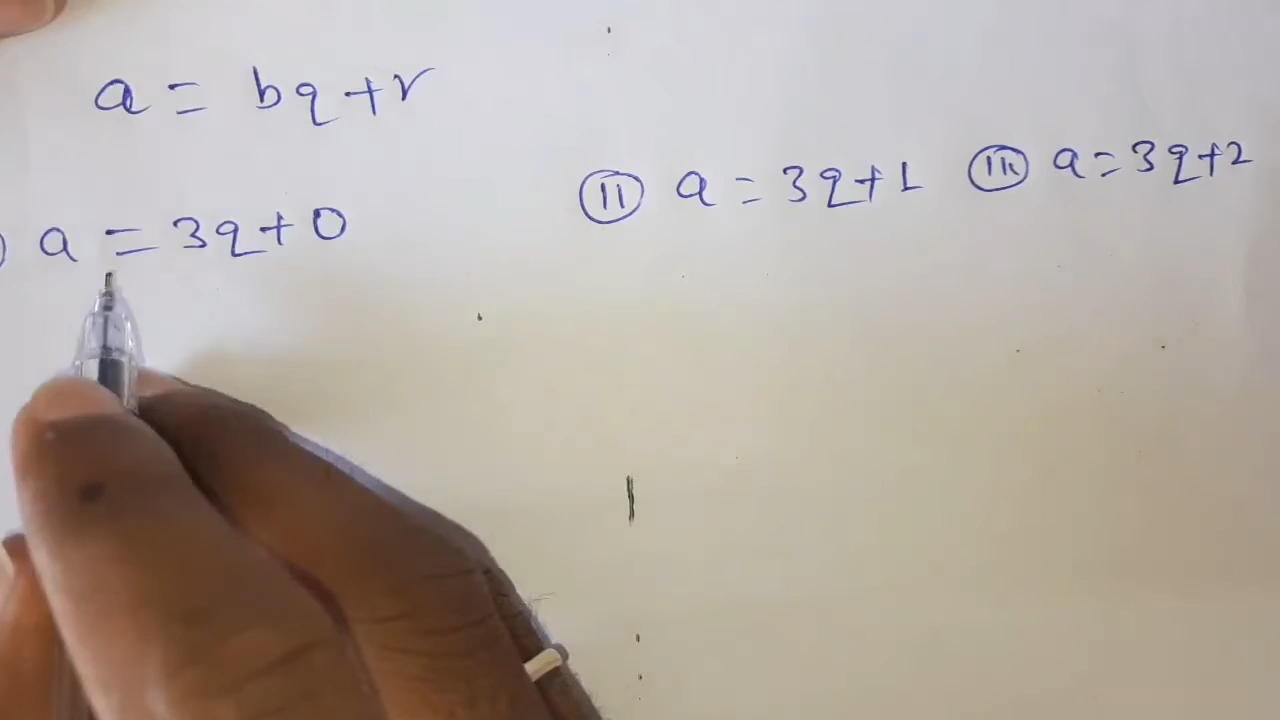 a = bq + r
a = 3q + 0
(ii) a = 3q + 1
(iii) a = 3q + 2